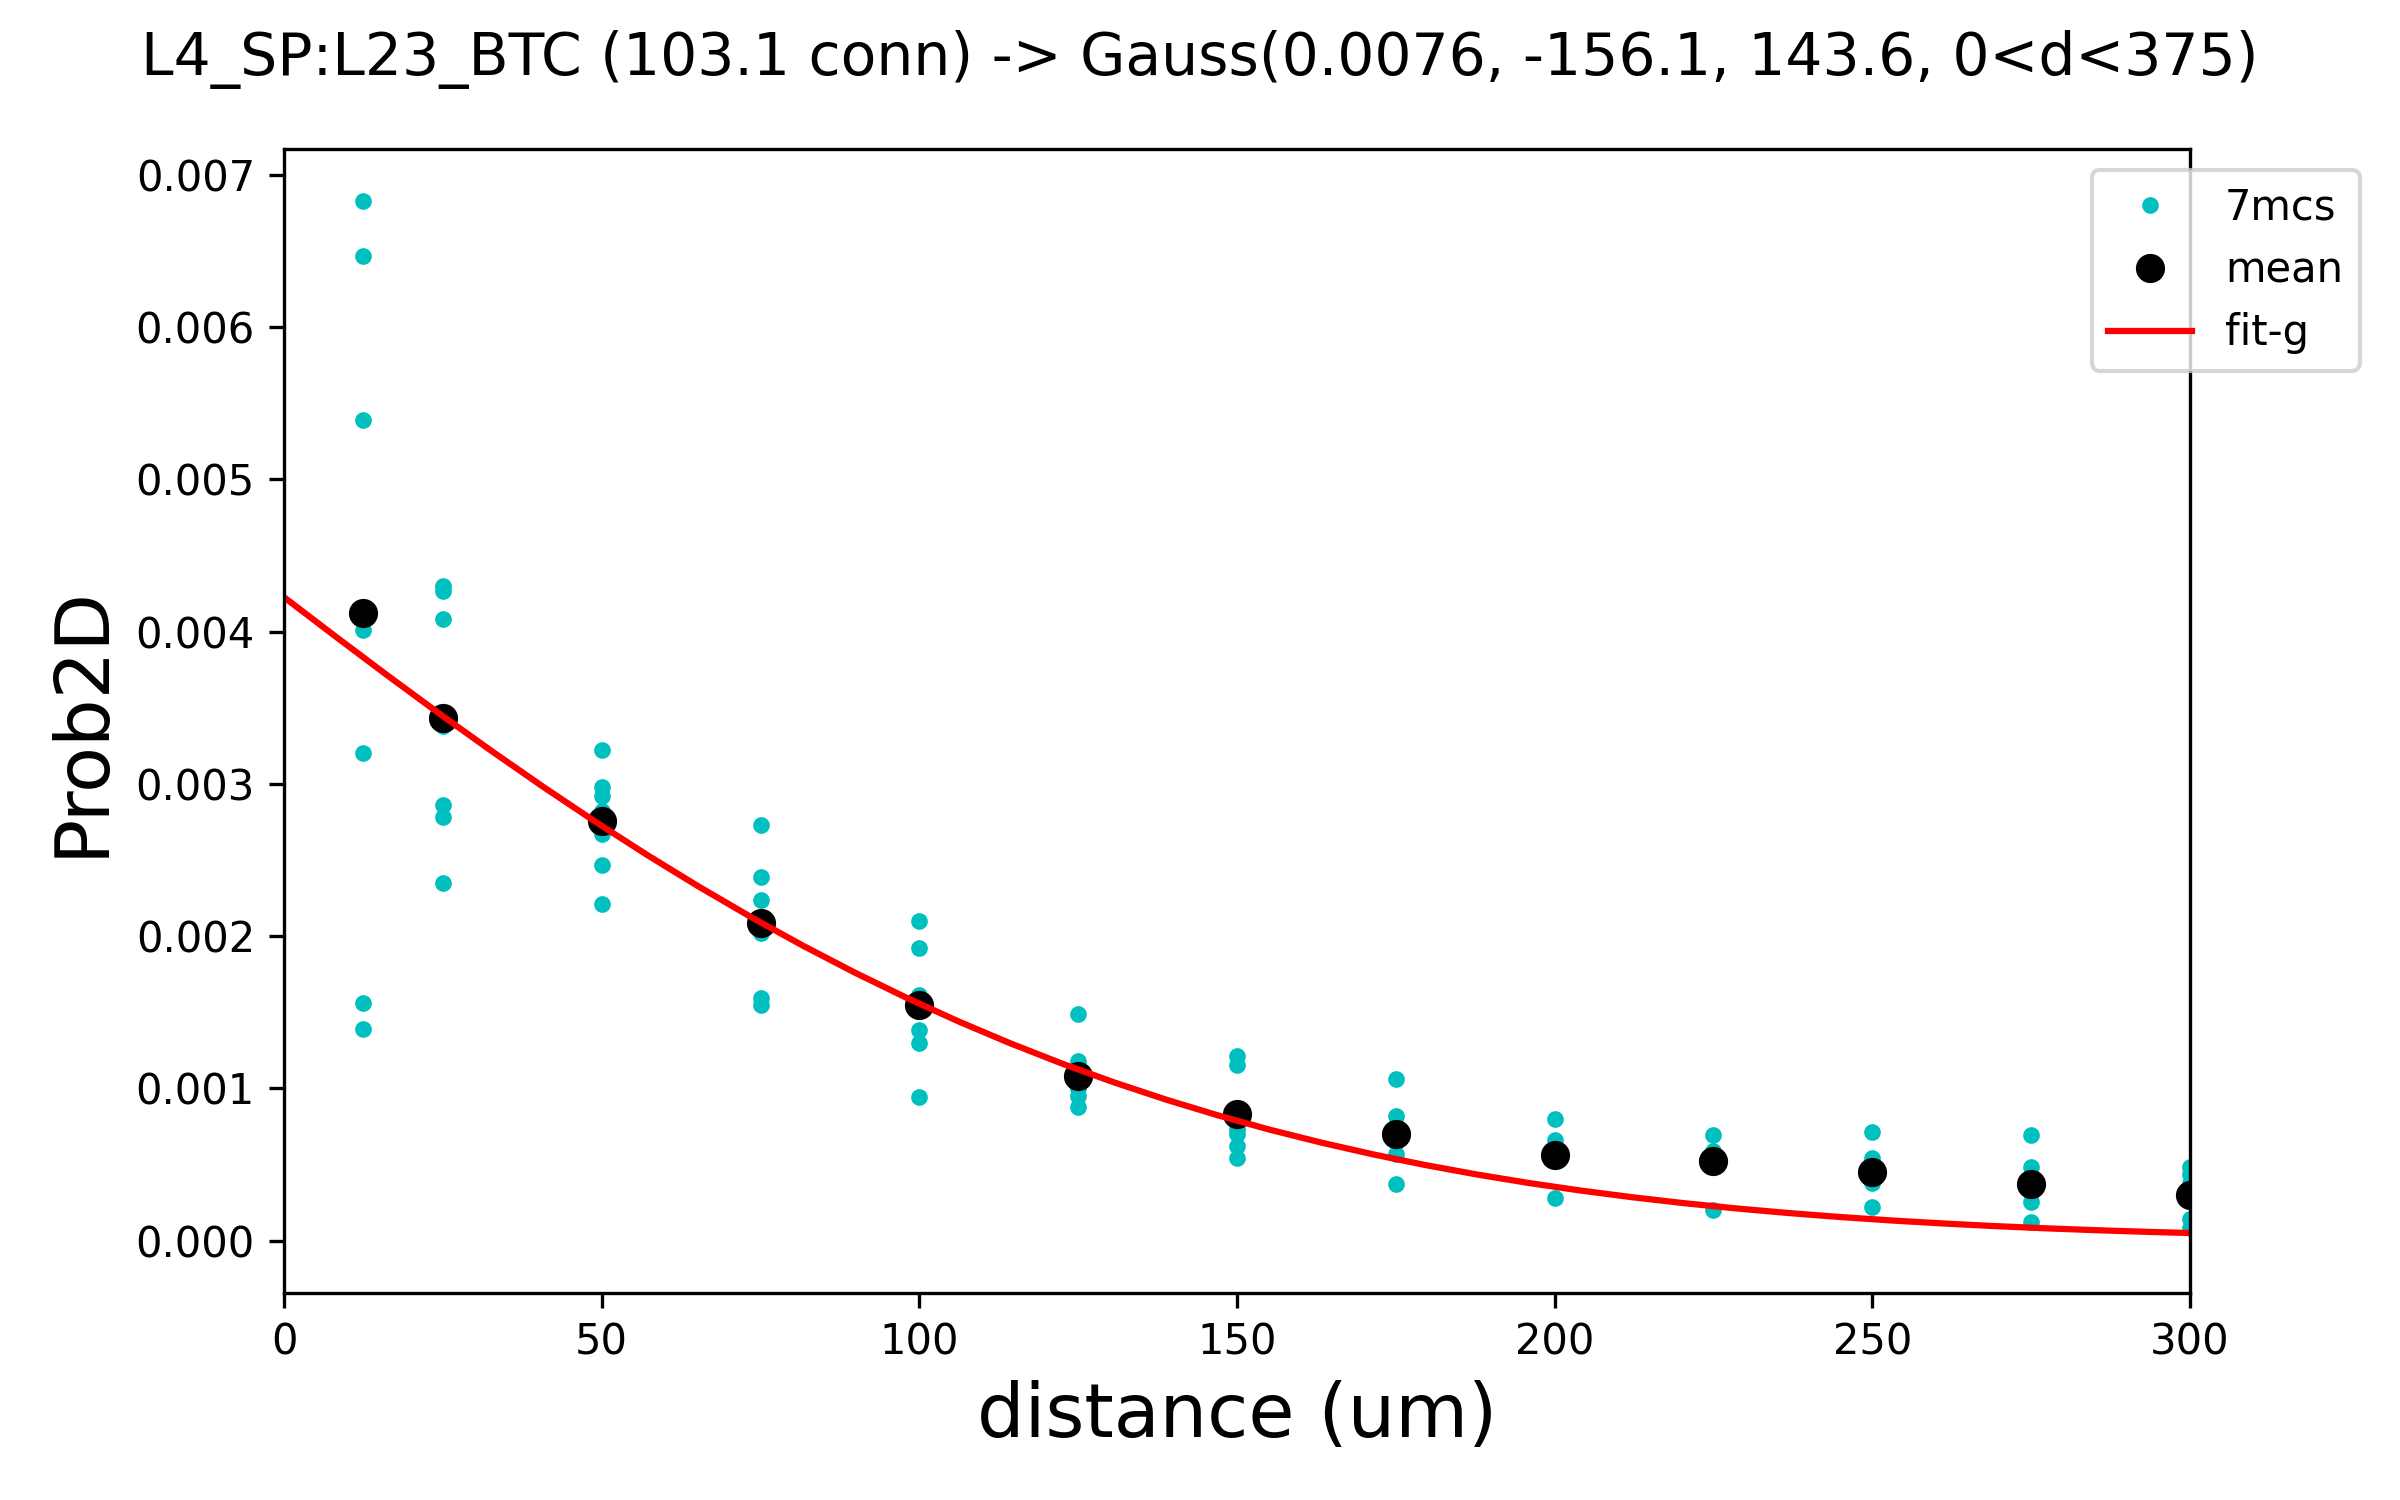 L4_SP:L23_BTC (103.1 conn) -> Gauss(0.0076, -156.1, 143.6, 0<d<375)
7mcs
mean
fit-g
Prob2D
0.007
0.006
0.005
0.004
0.003
0.002
0.001
0.000
0 50 100 150 200 250 300
distance (um)